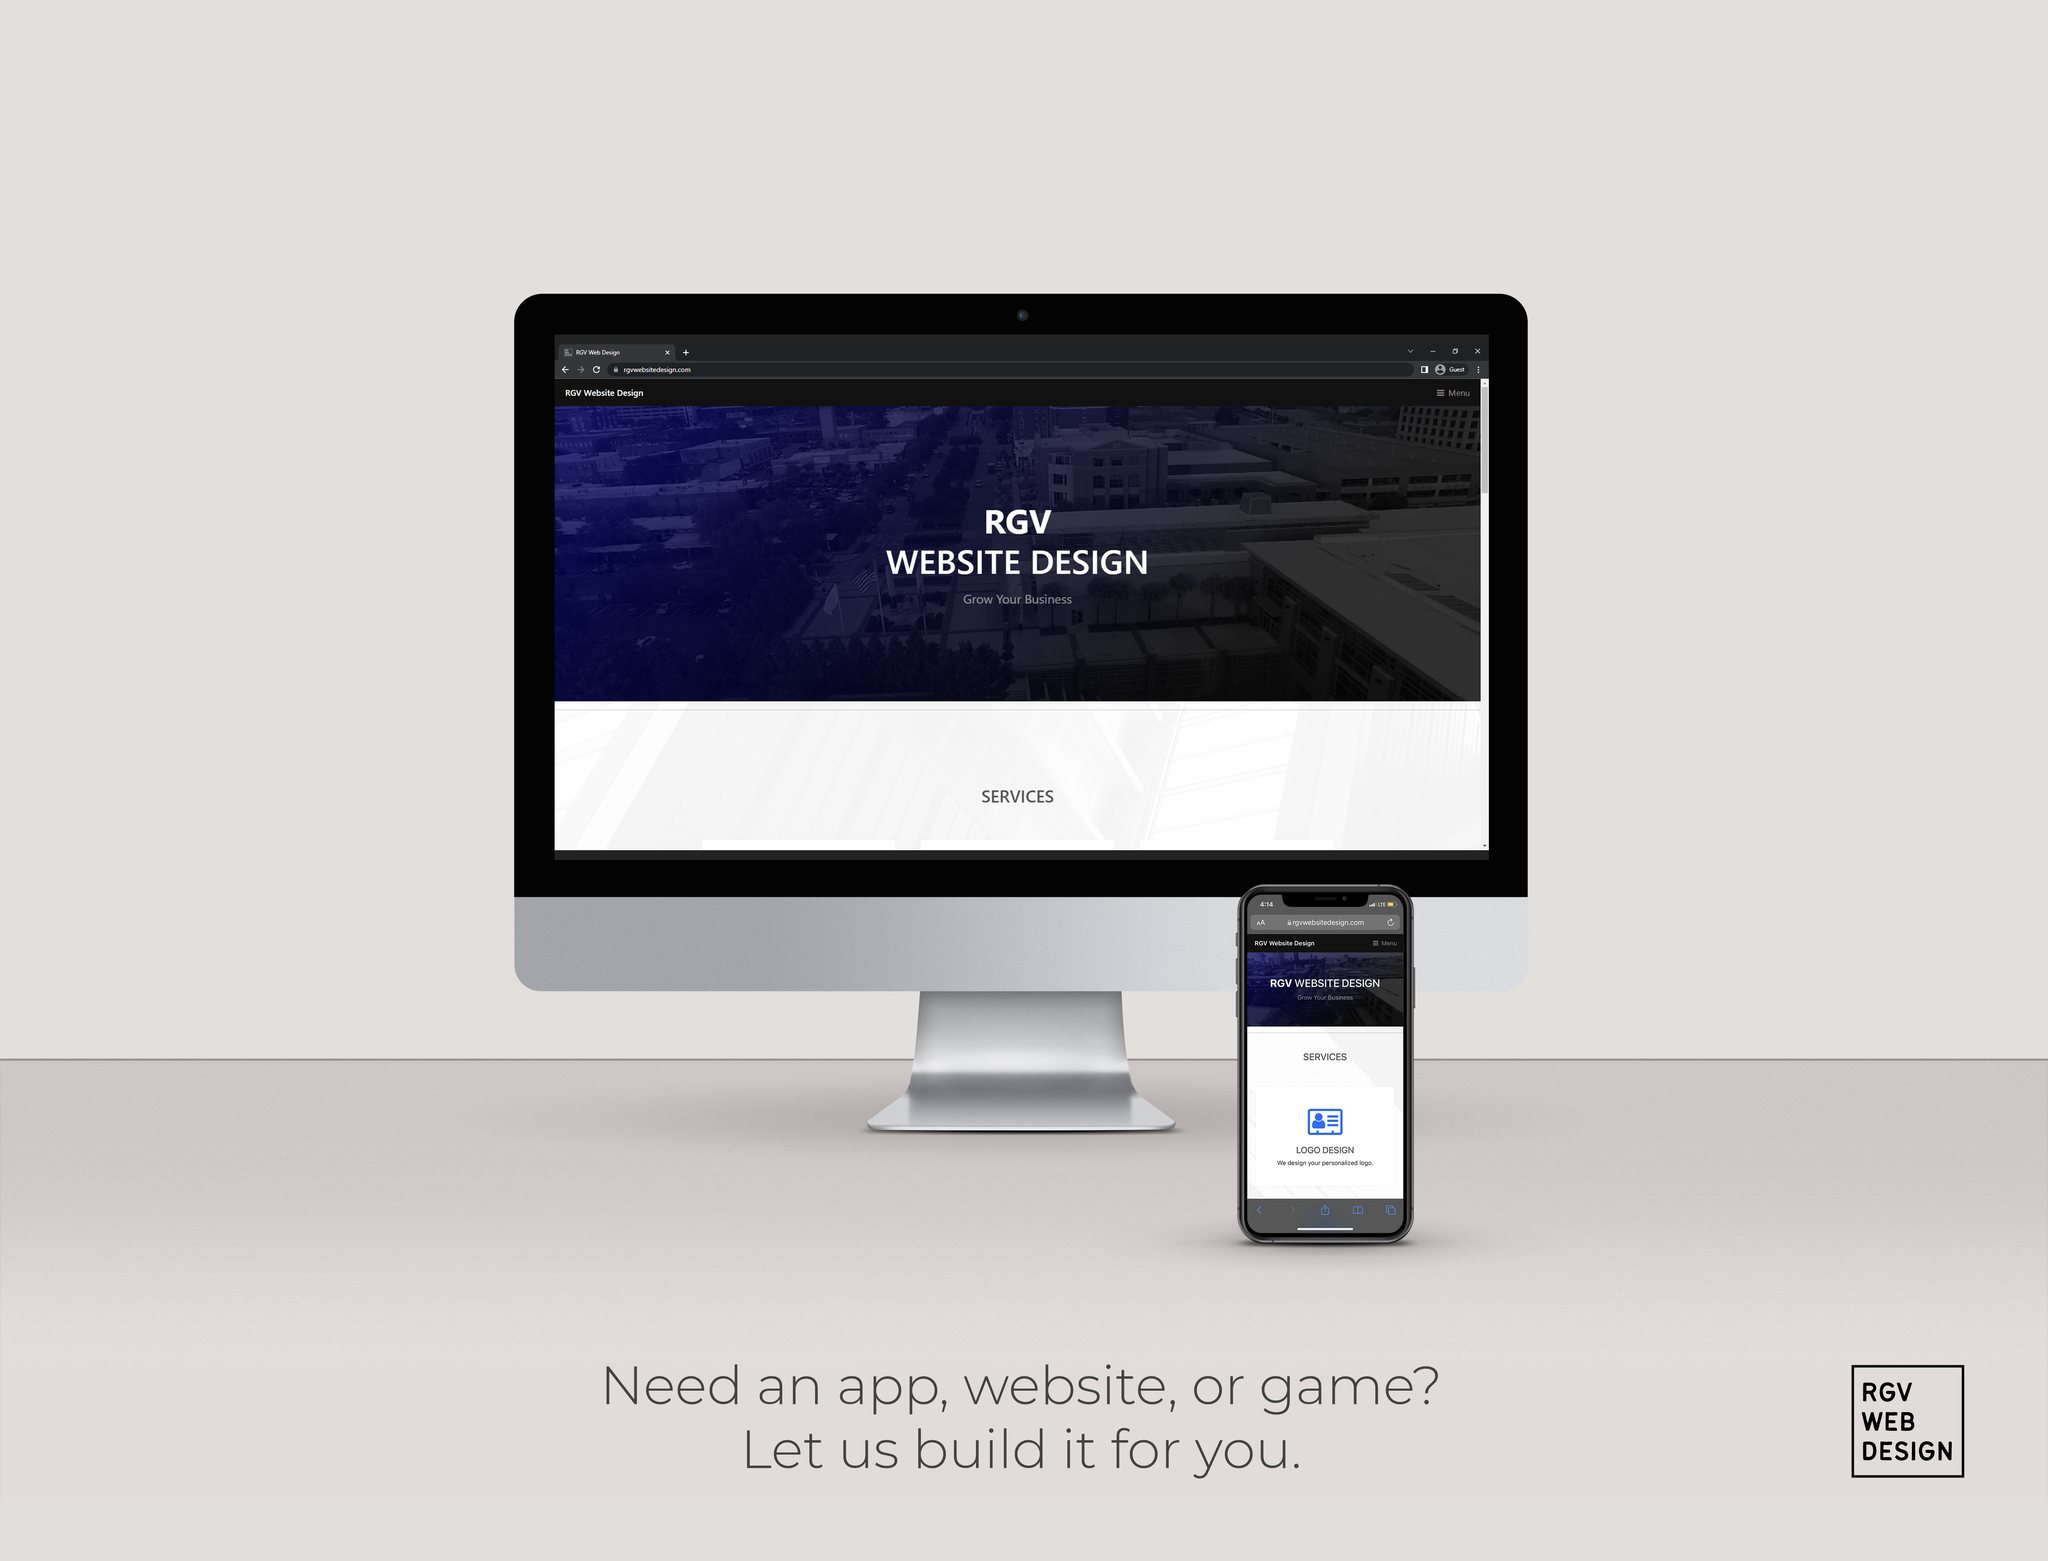 RGV Web Design
rgvwebsitedesign.com
Guest
RGV Website Design
Menu
RGV
WEBSITE DESIGN
Grow Your Business
SERVICES
4:14
LTE
AA
rgvwebsitedesign.com
RGV Website Design
Menu
RGV WEBSITE DESIGN
Grow Your Business
SERVICES
LOGO DESIGN
We design your personalized logo.
Need an app, website, or game?
Let us build it for you.
RGV
WEB
DESIGN